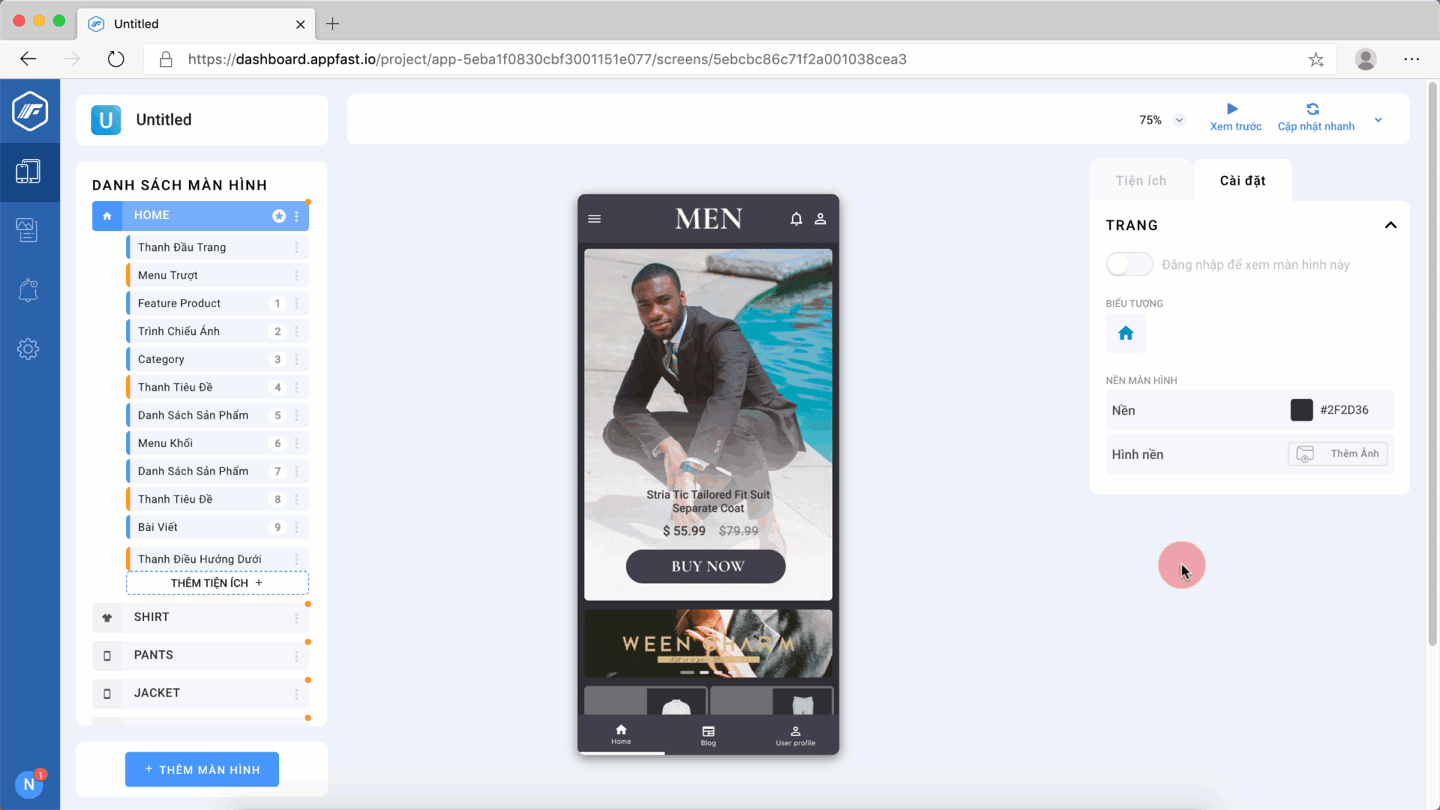 Untitled
https://dashboard.appfast.io/project/app-5eba1f0830cbf3001151e077/screens/5ebcbc86c71f2a001038cea3
U
Untitled
75%
Xem trước
Cập nhật nhanh
DANH SÁCH MÀN HÌNH
HOME
Thanh Đầu Trang
Menu Trượt
Feature Product 1
Trình Chiếu Ảnh 2
Category 3
Thanh Tiêu Đề 4
Danh Sách Sản Phẩm 5
Menu Khối 6
Danh Sách Sản Phẩm 7
Thanh Tiêu Đề 8
Bài Viết 9
Thanh Điều Hướng Dưới
THÊM TIỆN ÍCH +
SHIRT
PANTS
JACKET
+ THÊM MÀN HÌNH
N
1
MEN
Stria Tic Tailored Fit Suit
Separate Coat
$ 55.99 $79.99
BUY NOW
WEEN CHARM
Home
Blog
User profile
Tiện ích
Cài đặt
TRANG
Đăng nhập để xem màn hình này
BIỂU TƯỢNG
NỀN MÀN HÌNH
Nền
#2F2D36
Hình nền
Thêm Ảnh